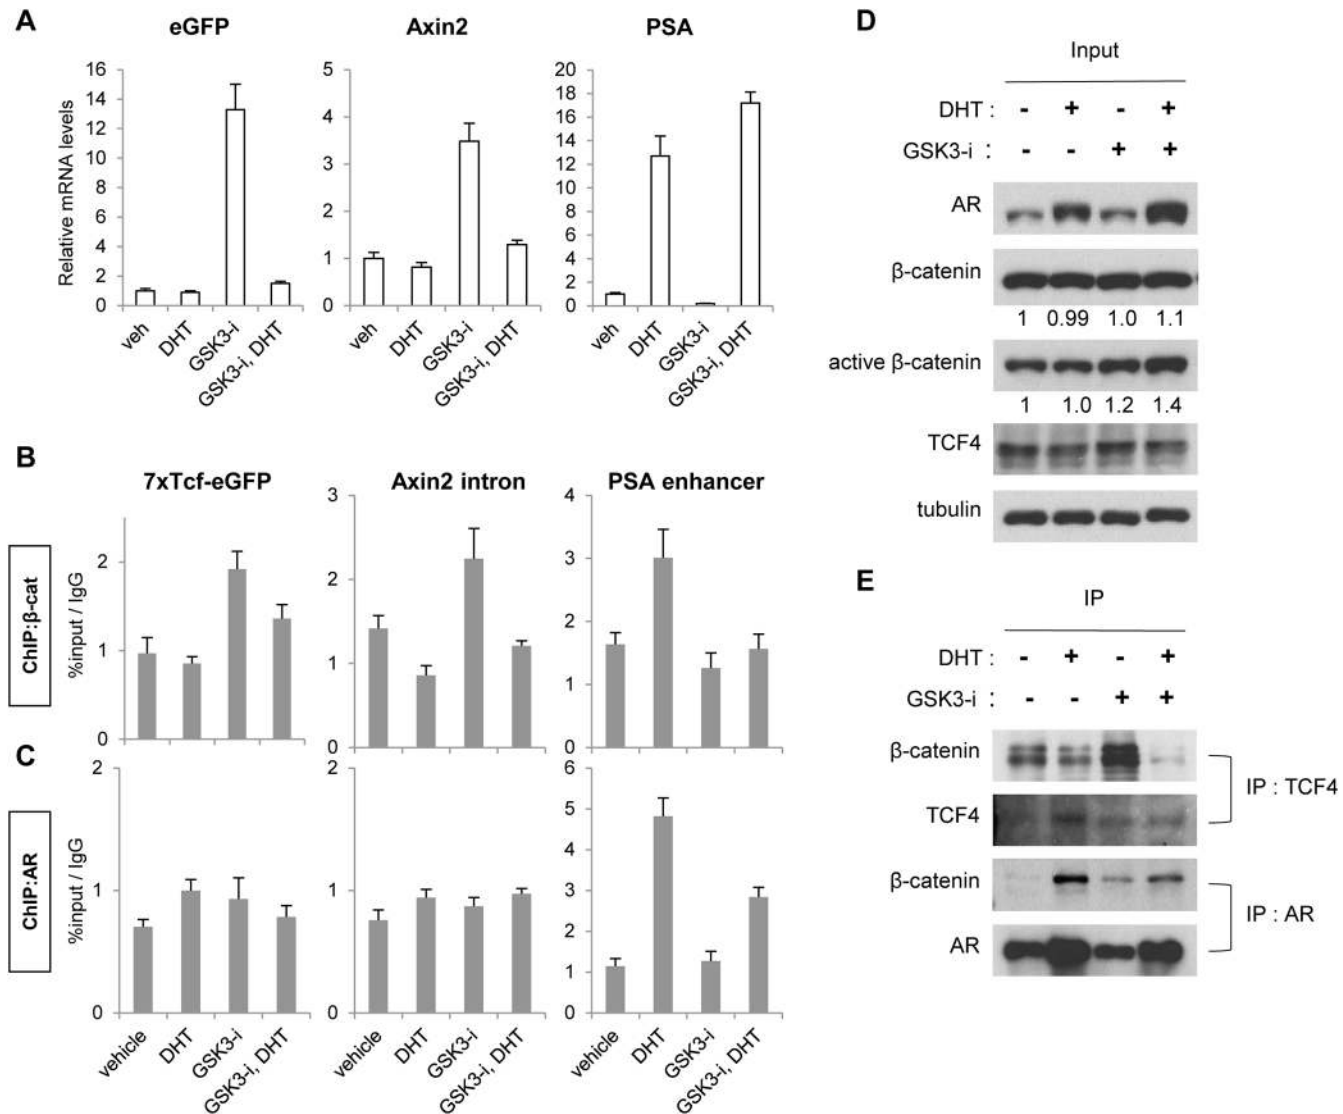 A
eGFP
Axin2
PSA
Relative mRNA levels
16
14
12
10
8
6
4
2
0
5
4
3
2
1
0
20
18
16
14
12
10
8
6
4
2
0
veh
DHT
GSK3-i
GSK3-i, DHT
veh
DHT
GSK3-i
GSK3-i, DHT
veh
DHT
GSK3-i
GSK3-i, DHT
B
7xTcf-eGFP
Axin2 intron
PSA enhancer
ChIP:β-cat
%input / IgG
2
1
0
3
2
1
0
4
3
2
1
0
C
ChIP:AR
%input / IgG
2
1
0
2
1
0
6
5
4
3
2
1
0
vehicle
DHT
GSK3-i
GSK3-i, DHT
vehicle
DHT
GSK3-i
GSK3-i, DHT
vehicle
DHT
GSK3-i
GSK3-i, DHT
D
Input
DHT : - + - +
GSK3-i : - - + +
AR
β-catenin
1 0.99 1.0 1.1
active β-catenin
1 1.0 1.2 1.4
TCF4
tubulin
E
IP
DHT : - + - +
GSK3-i : - - + +
β-catenin
TCF4
IP : TCF4
β-catenin
AR
IP : AR